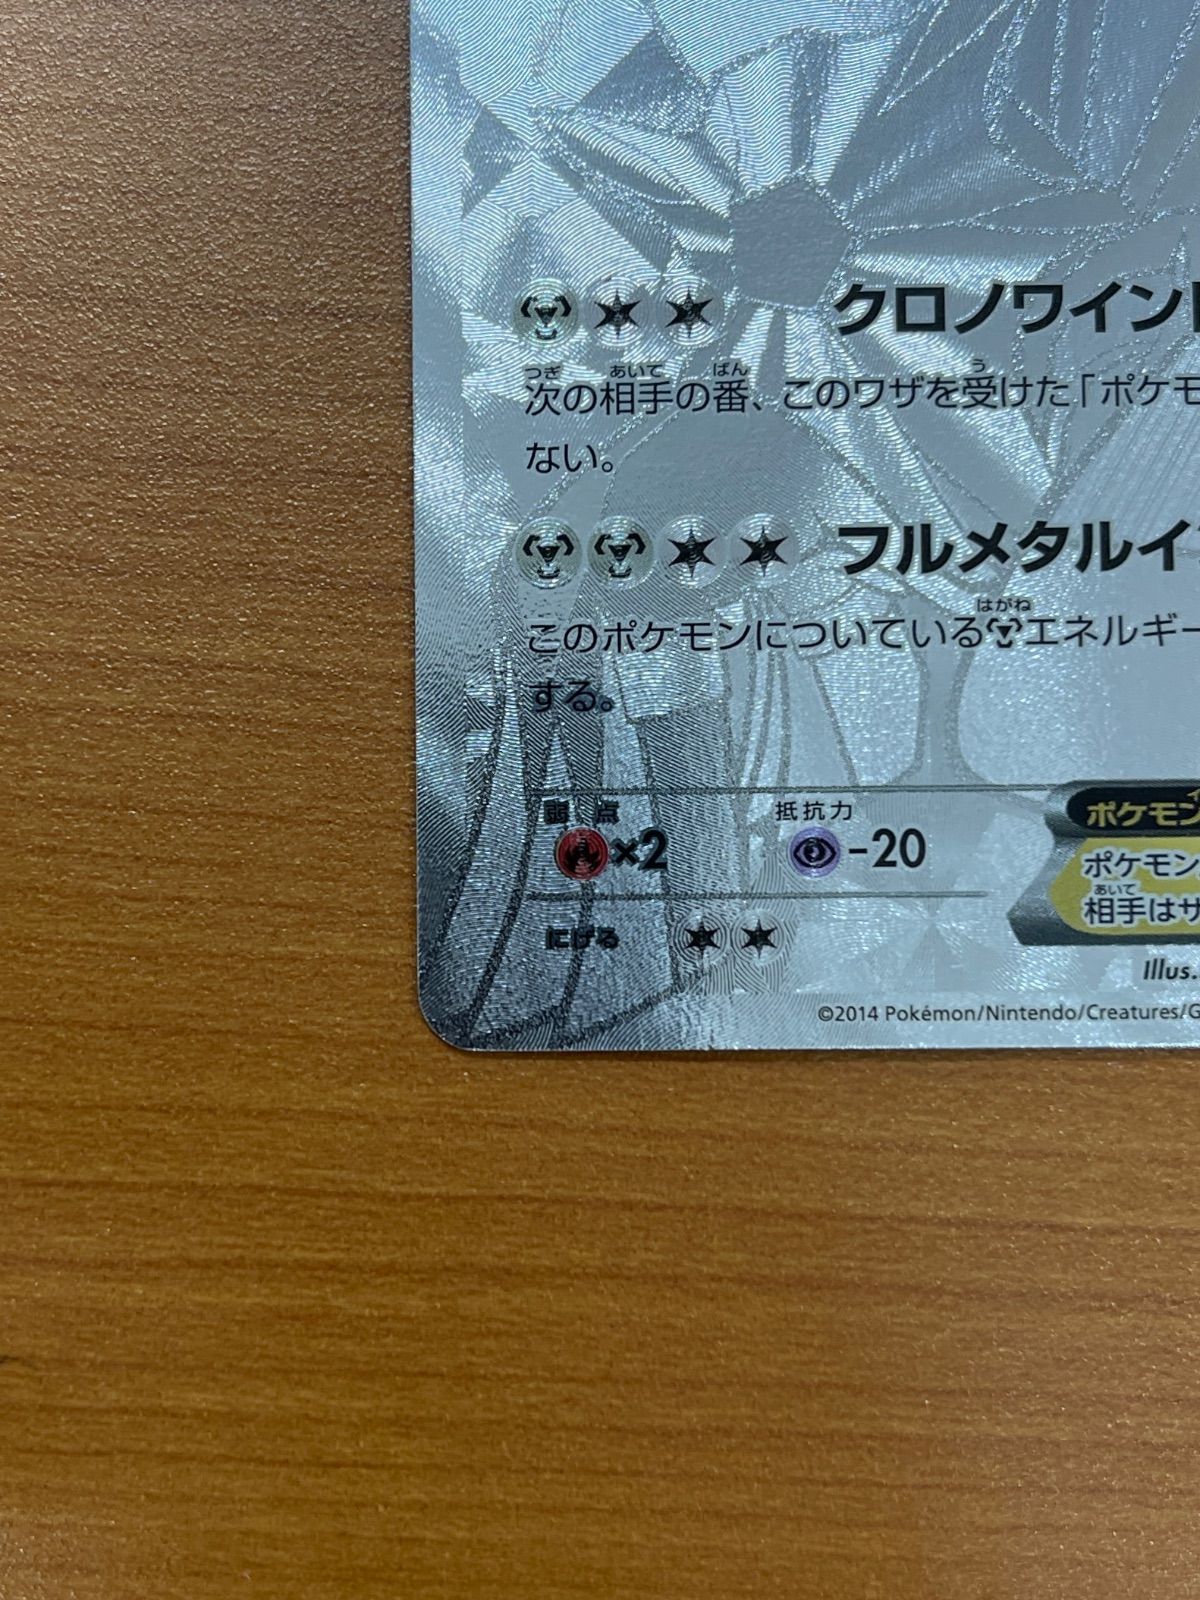 クロノワインド
つぎ あいて ばん う
次の相手の番、このワザを受けた「ポケモ
ない。
フルメタルイ
はがね
このポケモンについているエネルギー
する。
弱点 抵抗力
×2 -20
にげる
ポケモン
ポケモン
あいて
相手は
Illus.
©2014 Pokémon/Nintendo/Creatures/G